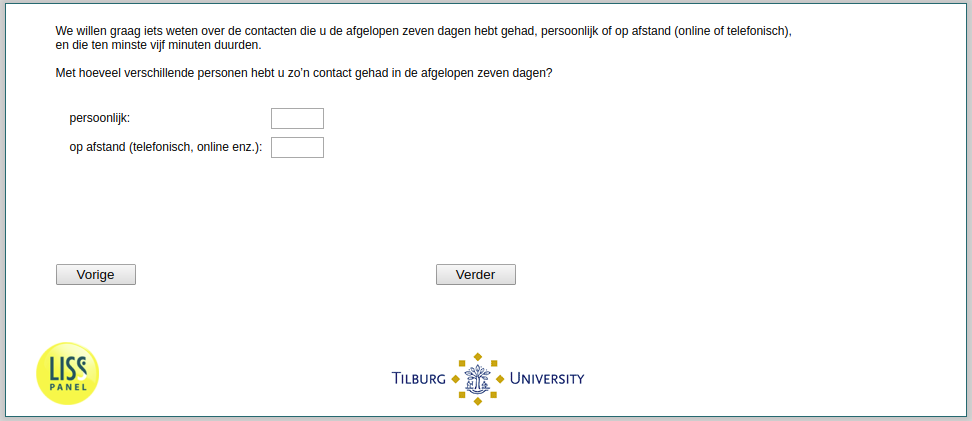 We willen graag iets weten over de contacten die u de afgelopen zeven dagen hebt gehad, persoonlijk of op afstand (online of telefonisch),
en die ten minste vijf minuten duurden.
Met hoeveel verschillende personen hebt u zo'n contact gehad in de afgelopen zeven dagen?
persoonlijk:
op afstand (telefonisch, online enz.):
Vorige
Verder
LISS
PANEL
TILBURG UNIVERSITY